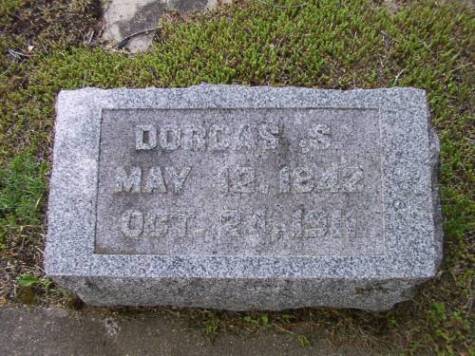 DORCAS S.
MAY 12, 1842
OCT. 24, 1911